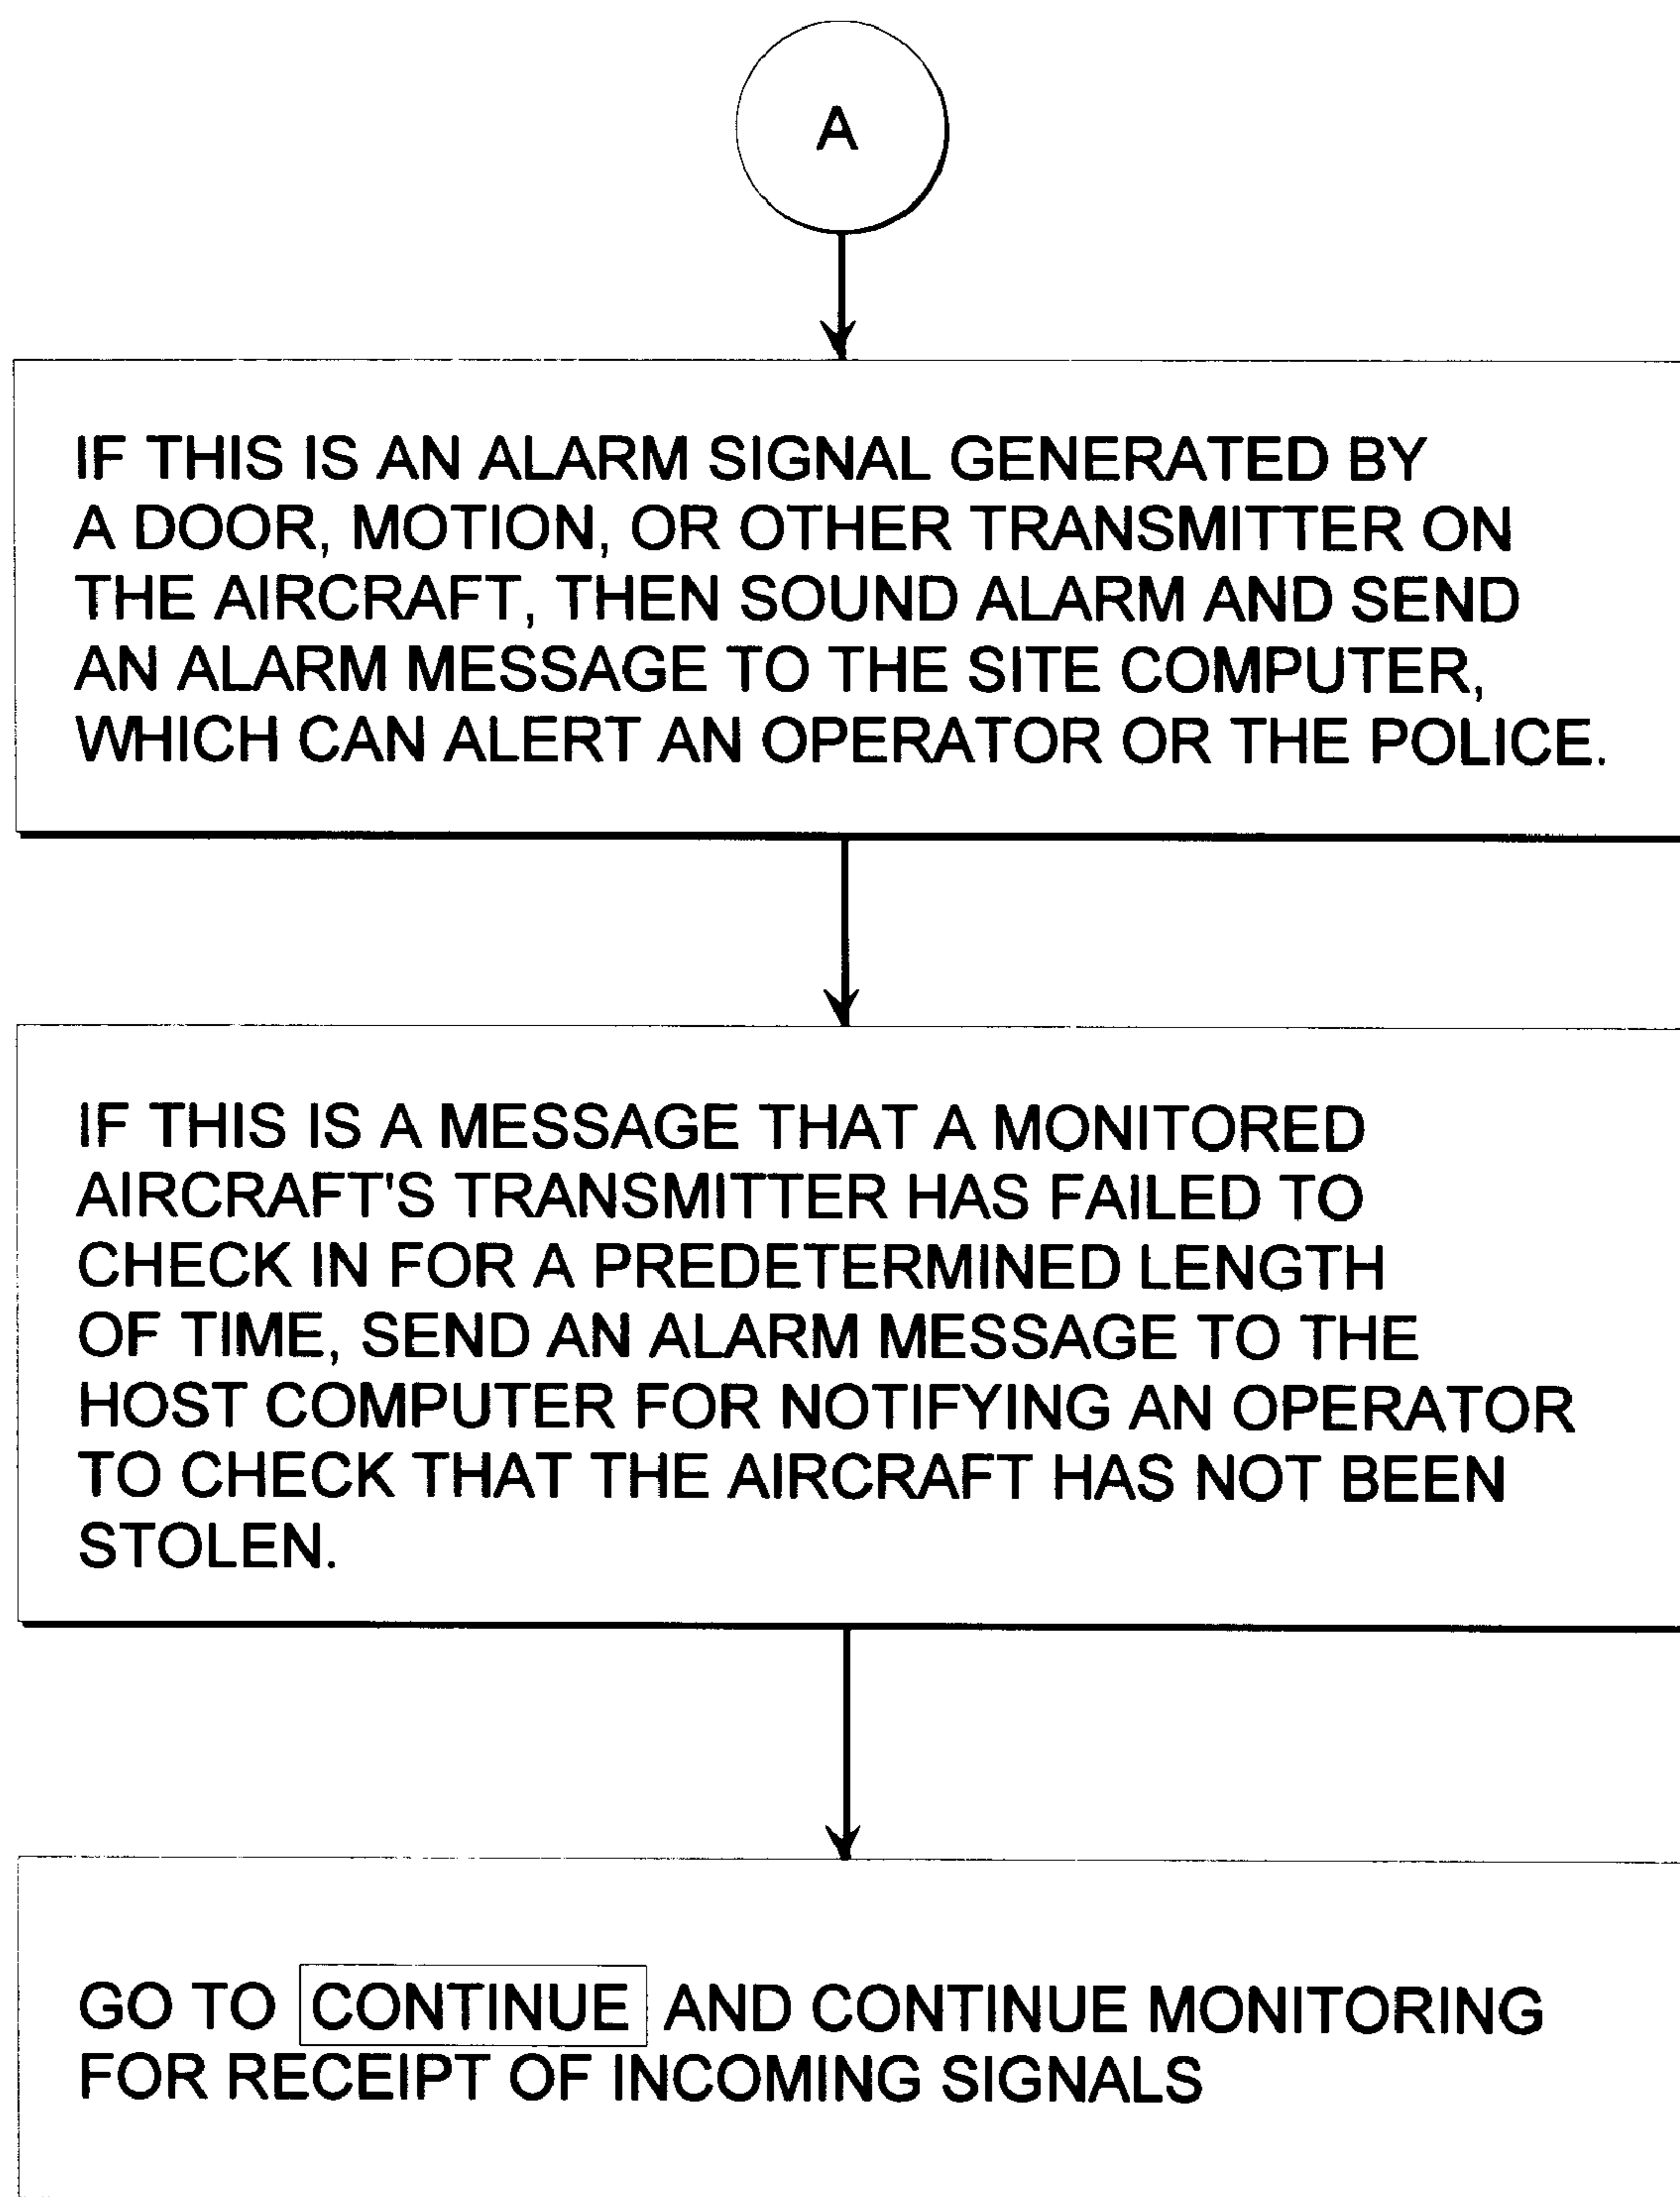 A
IF THIS IS AN ALARM SIGNAL GENERATED BY
A DOOR, MOTION, OR OTHER TRANSMITTER ON
THE AIRCRAFT, THEN SOUND ALARM AND SEND
AN ALARM MESSAGE TO THE SITE COMPUTER,
WHICH CAN ALERT AN OPERATOR OR THE POLICE.
IF THIS IS A MESSAGE THAT A MONITORED
AIRCRAFT'S TRANSMITTER HAS FAILED TO
CHECK IN FOR A PREDETERMINED LENGTH
OF TIME, SEND AN ALARM MESSAGE TO THE
HOST COMPUTER FOR NOTIFYING AN OPERATOR
TO CHECK THAT THE AIRCRAFT HAS NOT BEEN
STOLEN.
GO TO CONTINUE AND CONTINUE MONITORING
FOR RECEIPT OF INCOMING SIGNALS